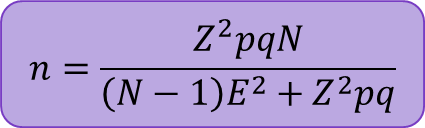 n = Z²pqN / (N − 1)E² + Z²pq